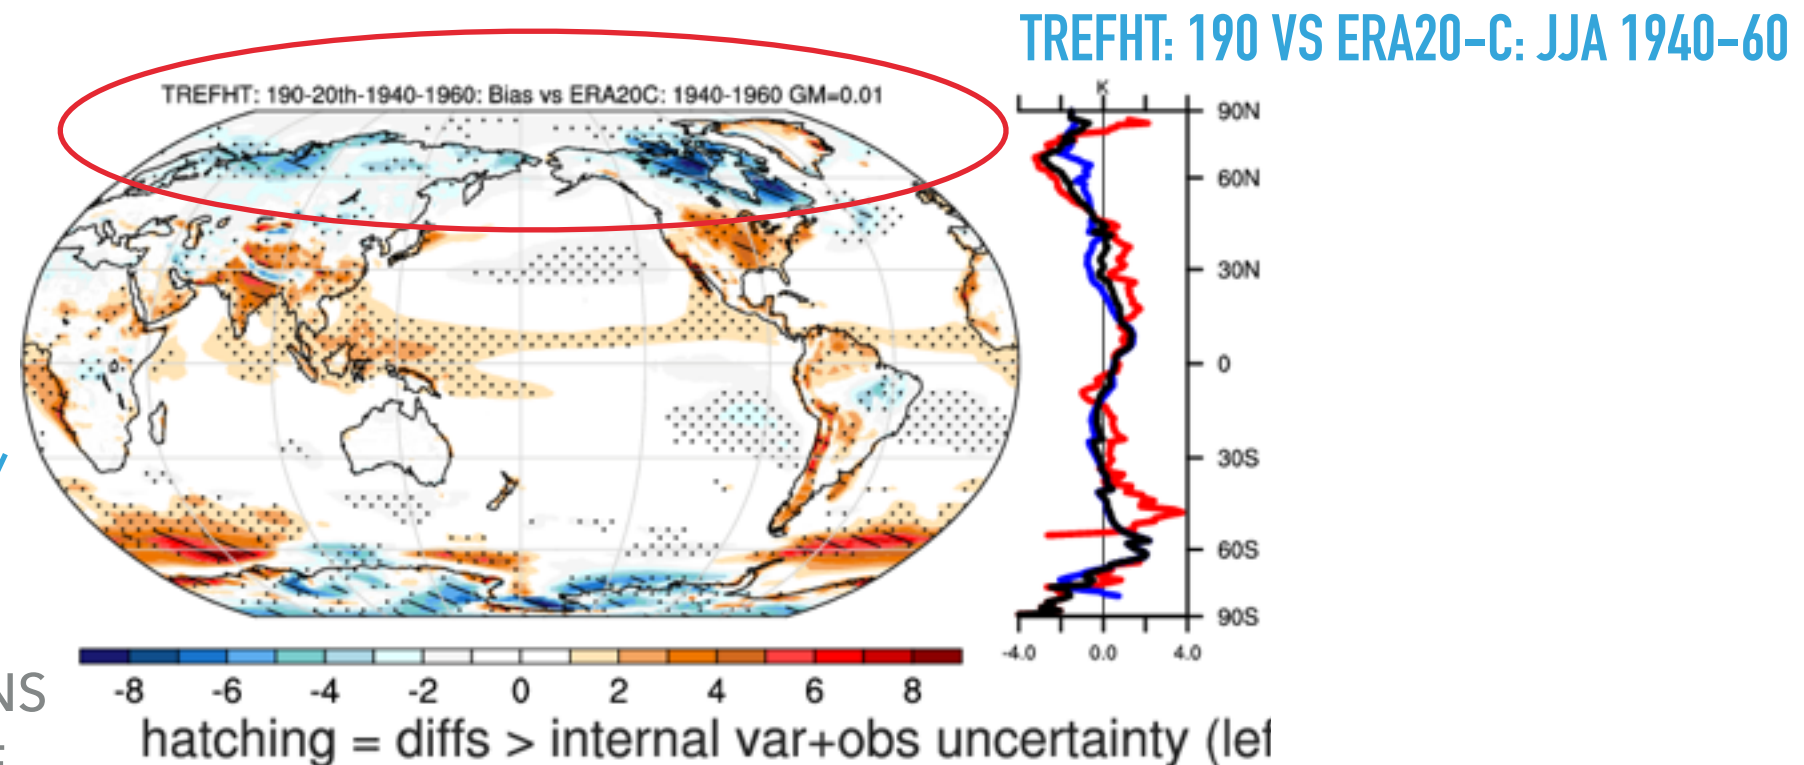 TREFHT: 190 VS ERA20-C: JJA 1940-60
TREFHT: 190-20th-1940-1960: Bias vs ERA20C: 1940-1960 GM=0.01
K
90N
60N
30N
0
30S
60S
90S
-4.0 0.0 4.0
-8 -6 -4 -2 0 2 4 6 8
NS
hatching = diffs > internal var+obs uncertainty (lef